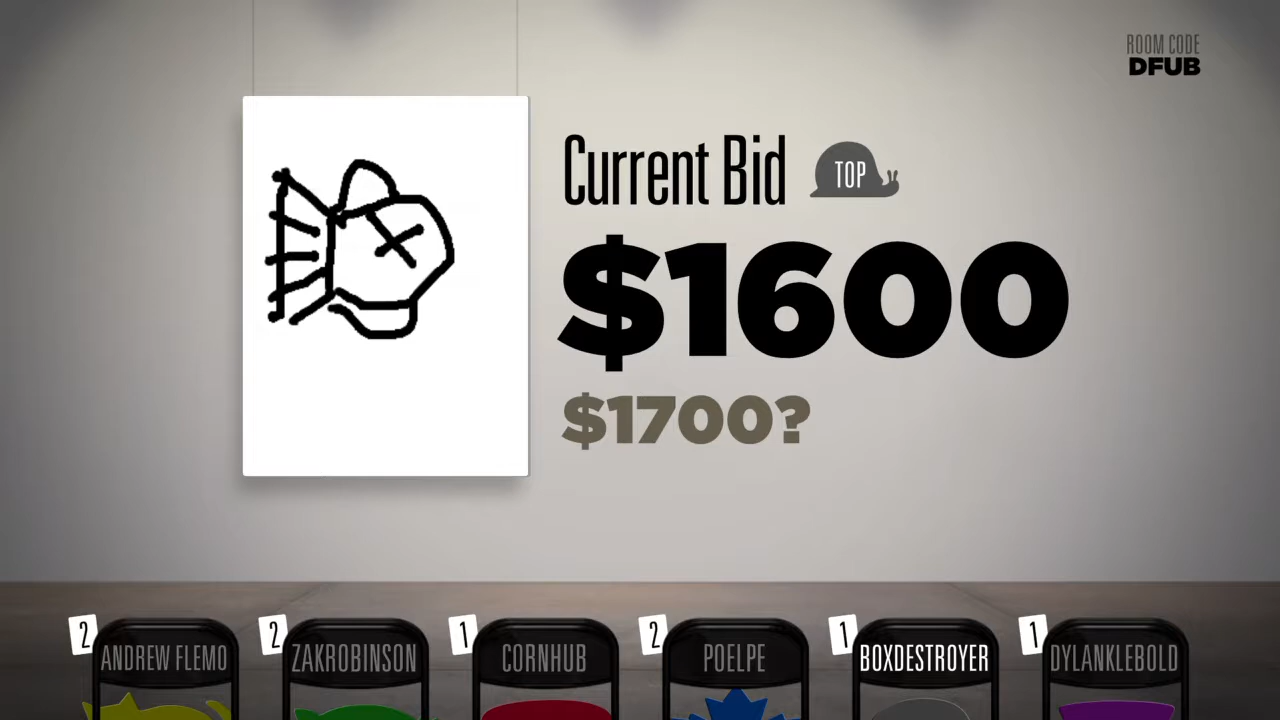 ROOM CODE
DFUB
Current Bid
TOP
$1600
$1700?
2 ANDREW FLEMO
2 ZAKROBINSON
1 CORNHUB
2 POELPE
1 BOXDESTROYER
1 DYLANKLEBOLD